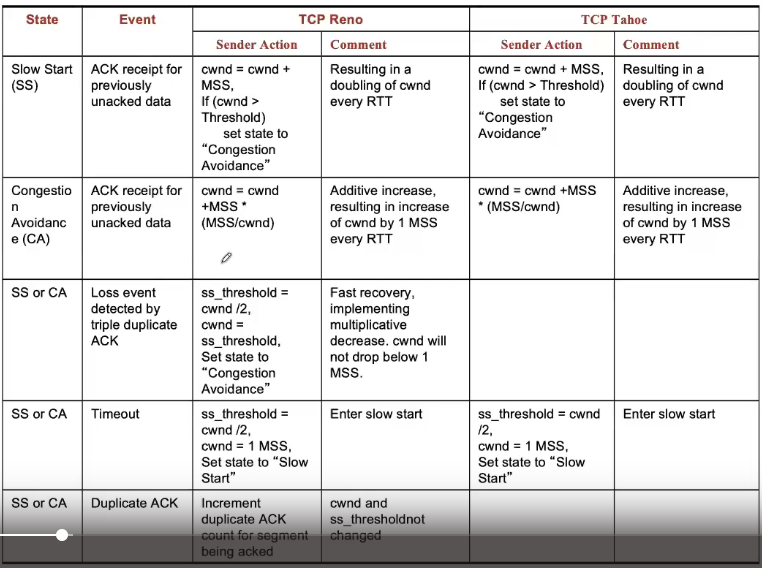 State
Event
TCP Reno
TCP Tahoe
Sender Action
Comment
Sender Action
Comment
Slow Start
(SS)
ACK receipt for
previously
unacked data
cwnd = cwnd +
MSS,
If (cwnd >
Threshold)
set state to
“Congestion
Avoidance”
Resulting in a
doubling of cwnd
every RTT
cwnd = cwnd + MSS,
If (cwnd > Threshold)
set state to
“Congestion
Avoidance”
Resulting in a
doubling of cwnd
every RTT
Congestio
n
Avoidanc
e (CA)
ACK receipt for
previously
unacked data
cwnd = cwnd
+MSS *
(MSS/cwnd)
Additive increase,
resulting in increase
of cwnd by 1 MSS
every RTT
cwnd = cwnd +MSS
* (MSS/cwnd)
Additive increase,
resulting in increase
of cwnd by 1 MSS
every RTT
SS or CA
Loss event
detected by
triple duplicate
ACK
ss_threshold =
cwnd /2,
cwnd =
ss_threshold,
Set state to
“Congestion
Avoidance”
Fast recovery,
implementing
multiplicative
decrease. cwnd will
not drop below 1
MSS.
SS or CA
Timeout
ss_threshold =
cwnd /2,
cwnd = 1 MSS,
Set state to “Slow
Start”
Enter slow start
ss_threshold = cwnd
/2,
cwnd = 1 MSS,
Set state to “Slow
Start”
Enter slow start
SS or CA
Duplicate ACK
Increment
duplicate ACK
count for segment
being acked
cwnd and
ss_thresholdnot
changed